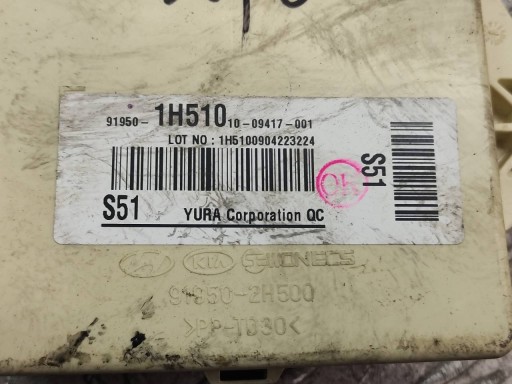 91950- 1H510 10-09417-001
LOT NO : 1H5100904223224
S51
S51 YURA Corporation QC
OK
KIA
91950-2H500
>PP-TD30<